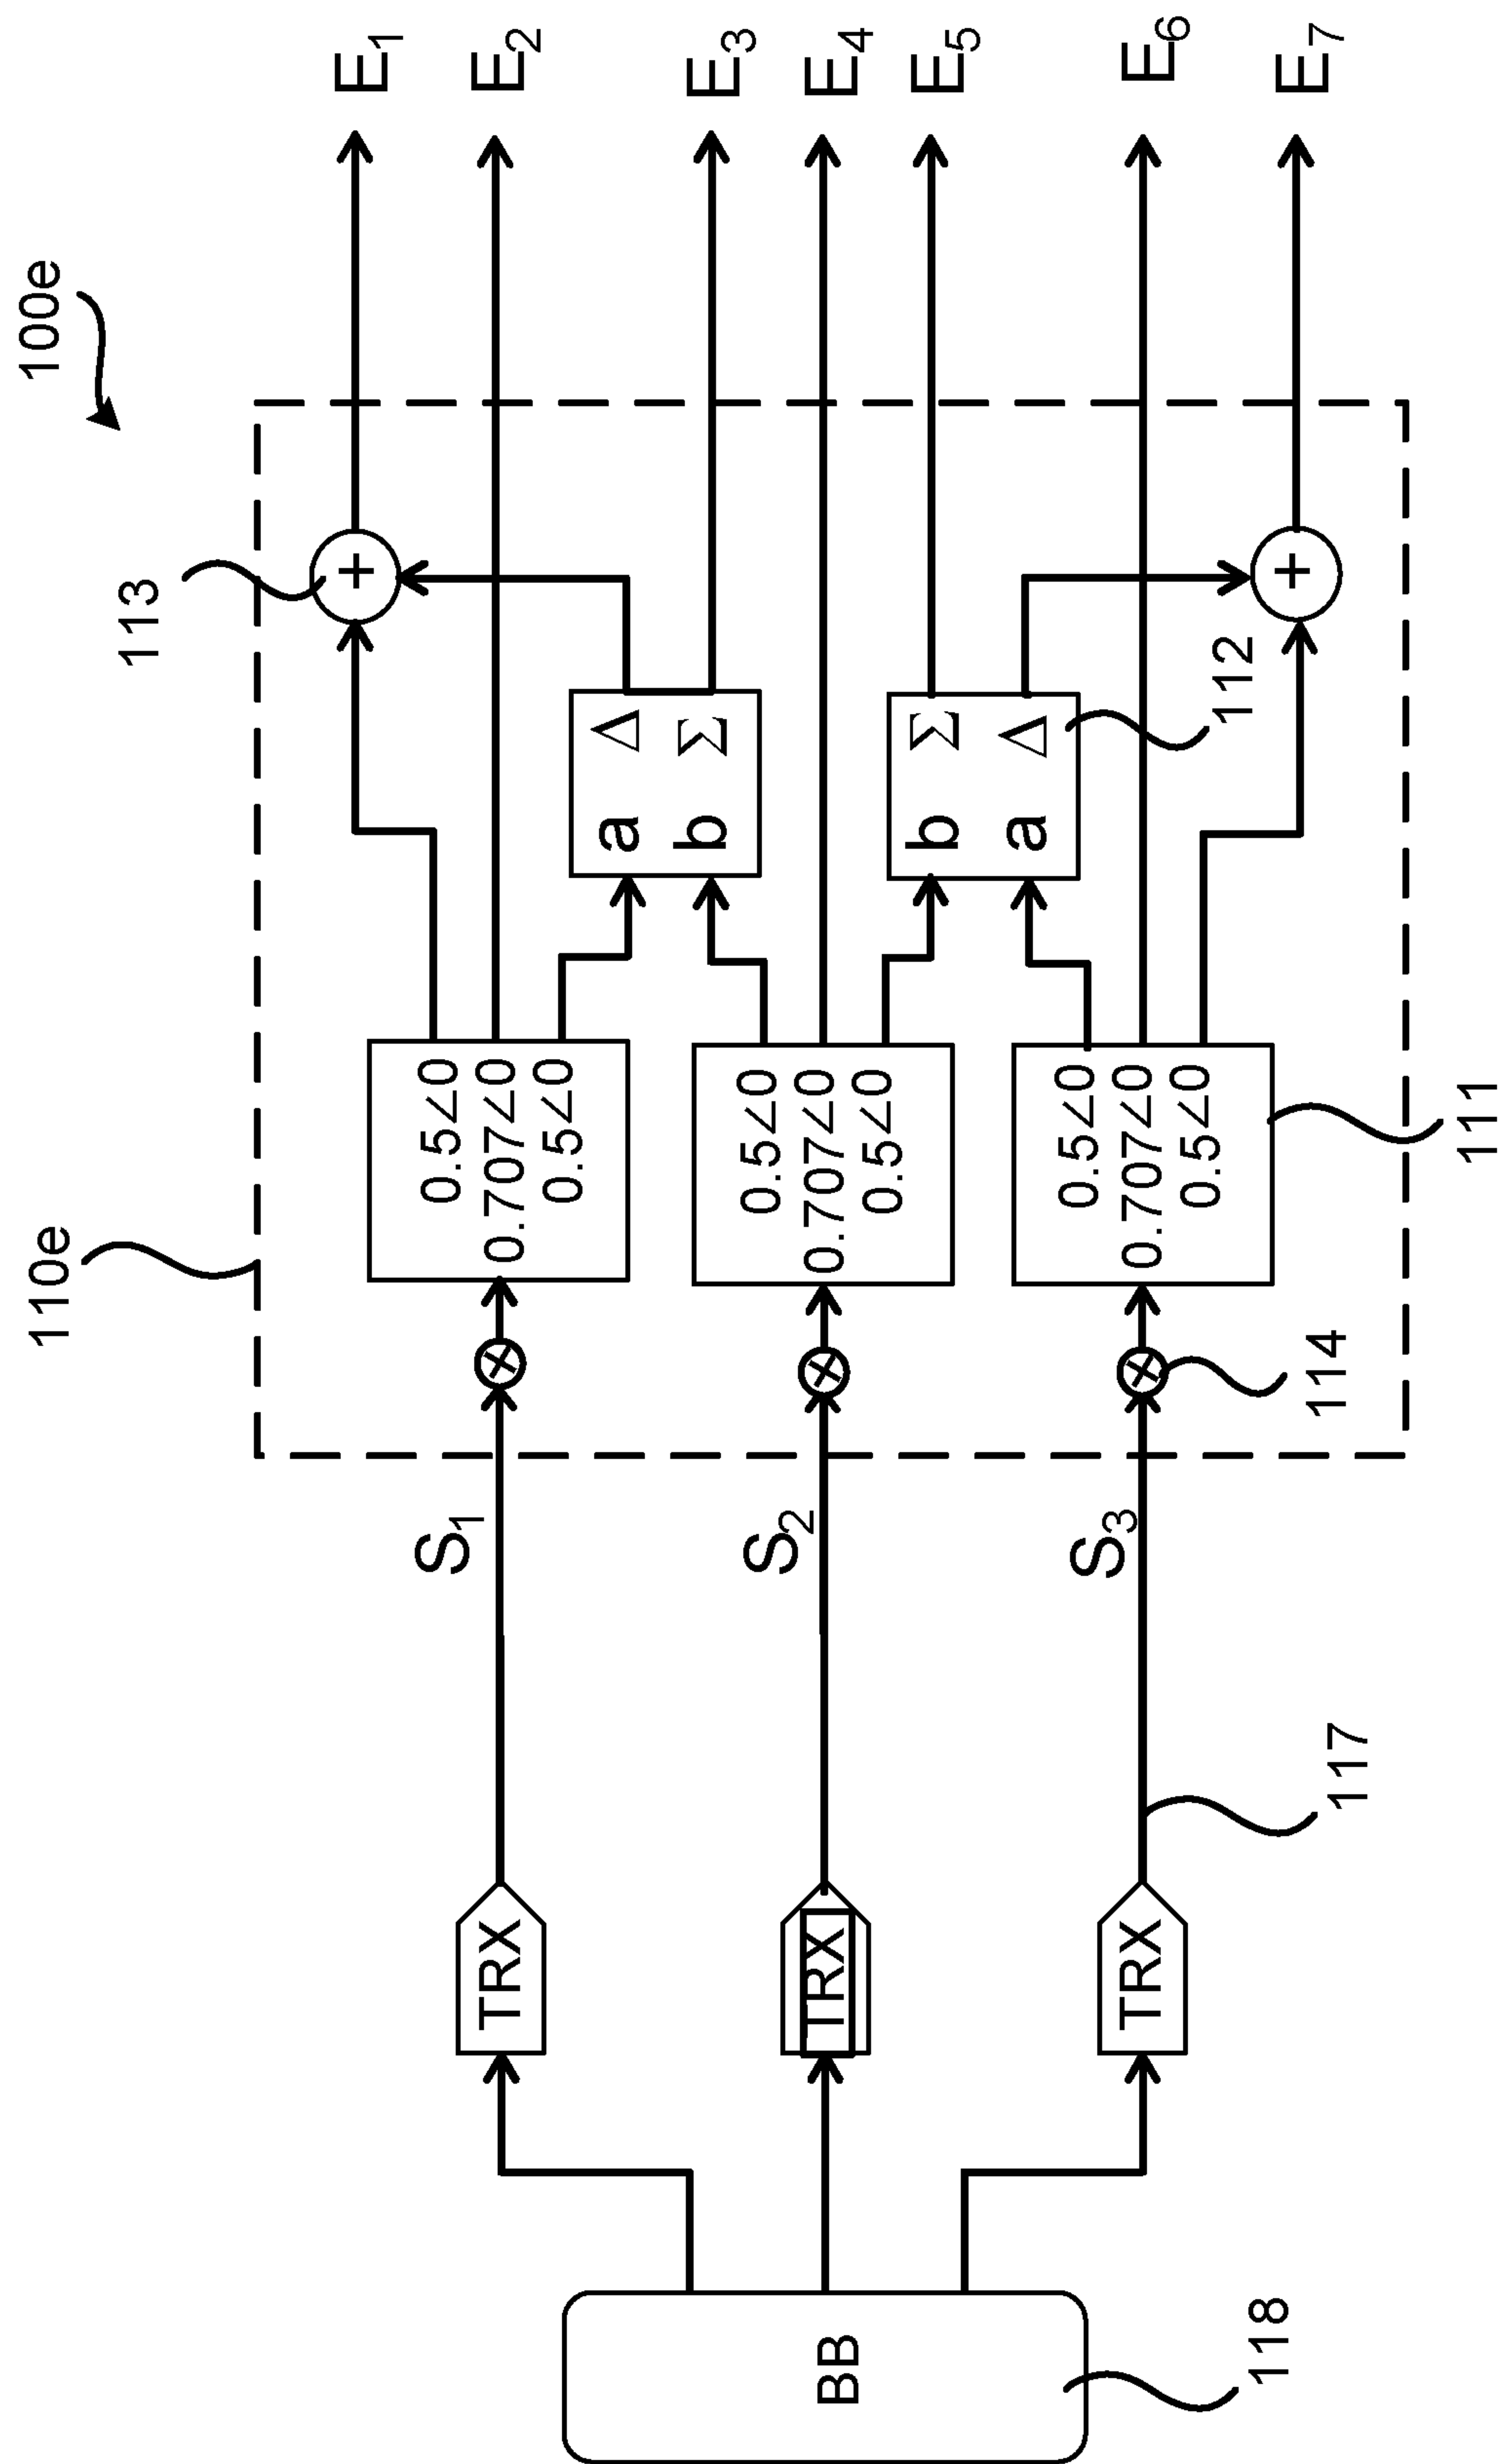 100e
110e
113
BB
118
TRX
TRX
TRX
117
S1
S2
S3
114
0.5∠0
0.707∠0
0.5∠0
0.5∠0
0.707∠0
0.5∠0
0.5∠0
0.707∠0
0.5∠0
111
a Δ
b Σ
b Σ
a Δ
112
+
+
E1
E2
E3
E4
E5
E6
E7